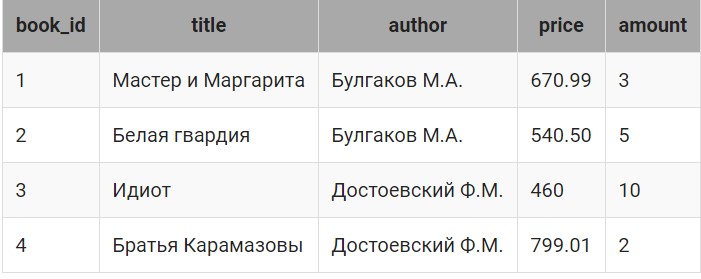 book_id title author price amount
1 Мастер и Маргарита Булгаков М.А. 670.99 3
2 Белая гвардия Булгаков М.А. 540.50 5
3 Идиот Достоевский Ф.М. 460 10
4 Братья Карамазовы Достоевский Ф.М. 799.01 2